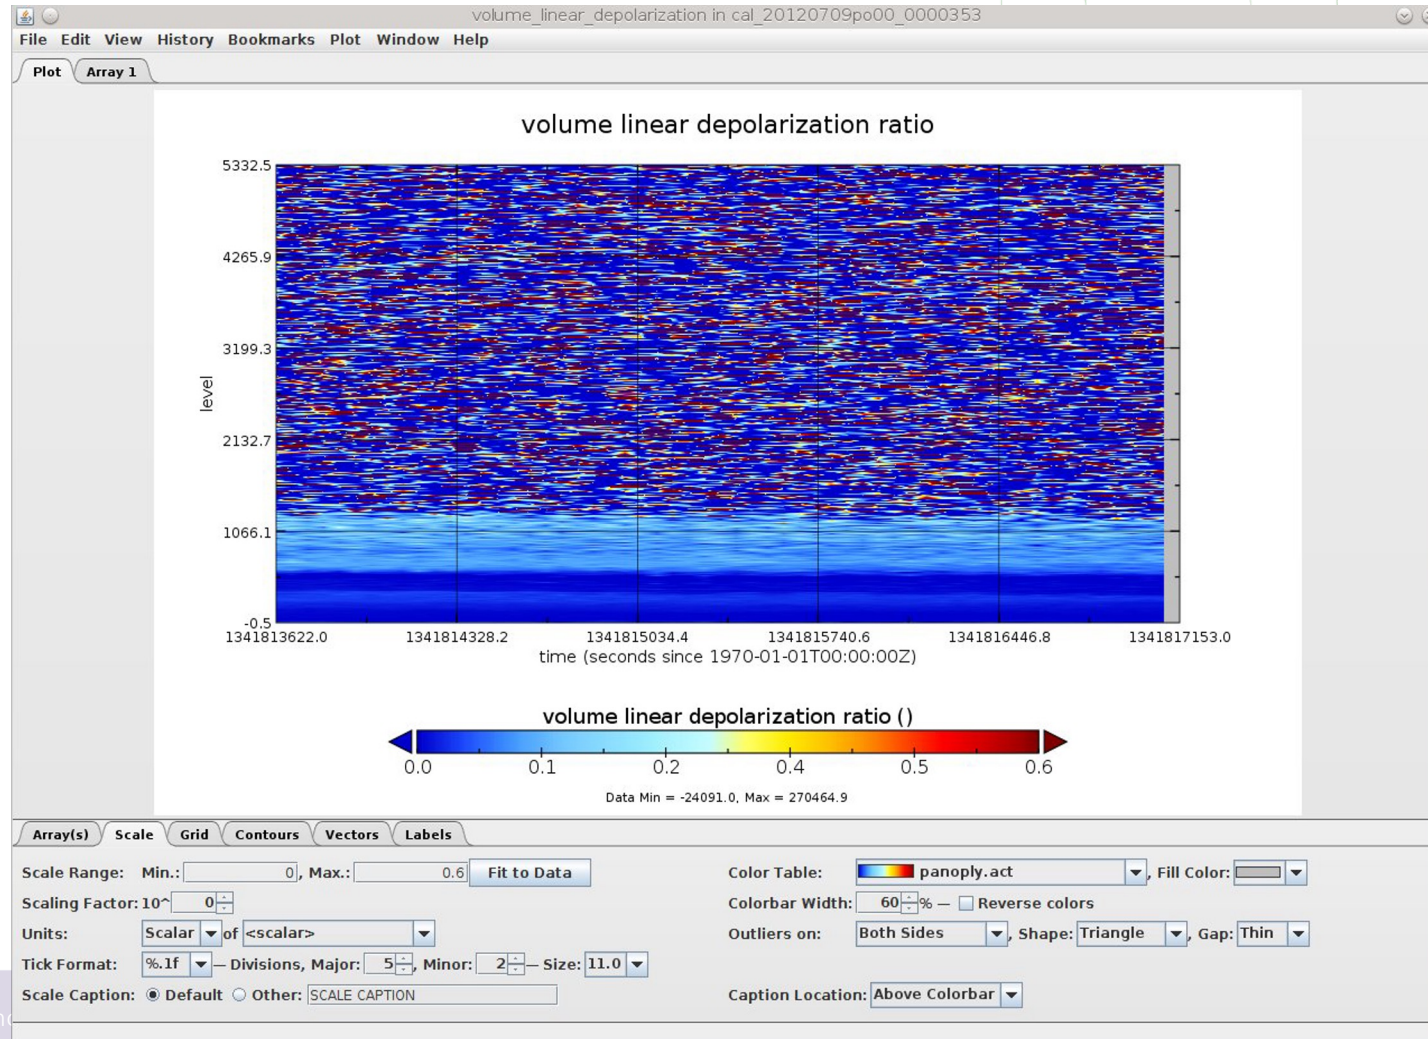 volume_linear_depolarization in cal_20120709po00_0000353
File Edit View History Bookmarks Plot Window Help
Plot Array 1
volume linear depolarization ratio
5332.5
4265.9
3199.3
level
2132.7
1066.1
-0.5
1341813622.0 1341814328.2 1341815034.4 1341815740.6 1341816446.8 1341817153.0
time (seconds since 1970-01-01T00:00:00Z)
volume linear depolarization ratio ()
0.0 0.1 0.2 0.4 0.5 0.6
Data Min = -24091.0, Max = 270464.9
Array(s) Scale Grid Contours Vectors Labels
Scale Range: Min.: 0, Max.: 0.6 Fit to Data Color Table: panoply.act, Fill Color:
Scaling Factor: 10^ 0 Colorbar Width: 60 % — Reverse colors
Units: Scalar of <scalar> Outliers on: Both Sides, Shape: Triangle, Gap: Thin
Tick Format: %.1f — Divisions, Major: 5, Minor: 2 — Size: 11.0
Scale Caption: Default Other: SCALE CAPTION Caption Location: Above Colorbar